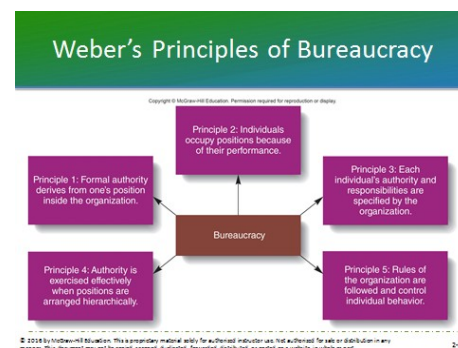 Weber's Principles of Bureaucracy
Copyright © McGraw-Hill Education. Permission required for reproduction or display.
Principle 2: Individuals
occupy positions because
of their performance.
Principle 1: Formal authority
derives from one's position
inside the organization.
Principle 3: Each
individual's authority and
responsibilities are
specified by the
organization.
Bureaucracy
Principle 4: Authority is
exercised effectively
when positions are
arranged hierarchically.
Principle 5: Rules of
the organization are
followed and control
individual behavior.
© 2016 by McGraw-Hill Education. This is proprietary material solely for authorized instructor use. Not authorized for sale or distribution in any